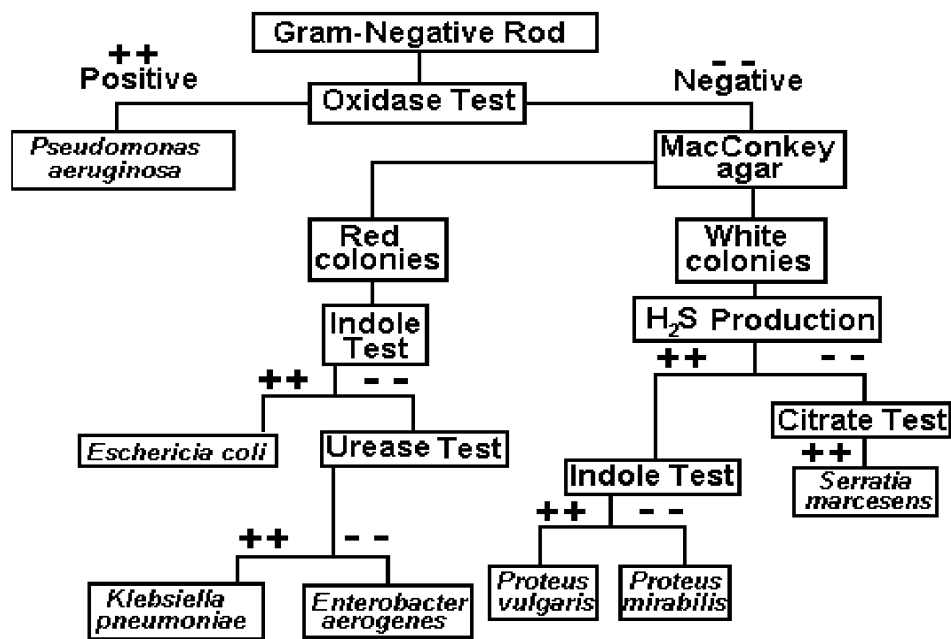 Gram-Negative Rod
++
Positive
- -
Negative
Oxidase Test
Pseudomonas
aeruginosa
MacConkey
agar
Red
colonies
White
colonies
Indole
Test
H₂S Production
++
- -
++
- -
Eschericia coli
Urease Test
Citrate Test
++
Indole Test
Serratia
marcesens
++
- -
++
- -
Klebsiella
pneumoniae
Enterobacter
aerogenes
Proteus
vulgaris
Proteus
mirabilis